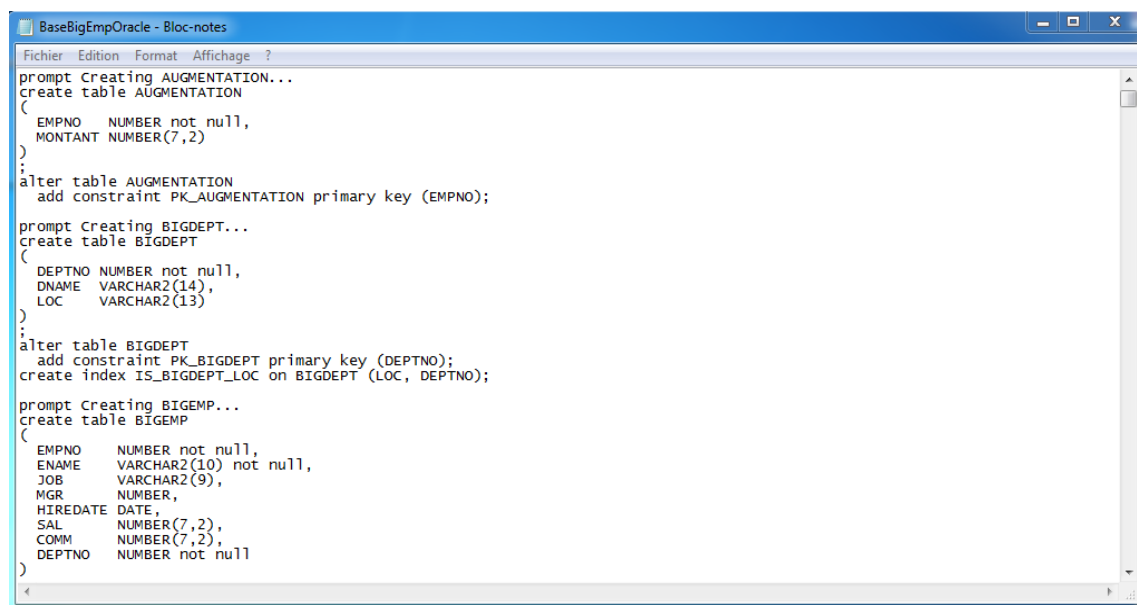 BaseBigEmpOracle - Bloc-notes
Fichier Edition Format Affichage ?
prompt Creating AUGMENTATION...
create table AUGMENTATION
(
  EMPNO   NUMBER not null,
  MONTANT NUMBER(7,2)
)
;
alter table AUGMENTATION
  add constraint PK_AUGMENTATION primary key (EMPNO);

prompt Creating BIGDEPT...
create table BIGDEPT
(
  DEPTNO NUMBER not null,
  DNAME  VARCHAR2(14),
  LOC    VARCHAR2(13)
)
;
alter table BIGDEPT
  add constraint PK_BIGDEPT primary key (DEPTNO);
create index IS_BIGDEPT_LOC on BIGDEPT (LOC, DEPTNO);

prompt Creating BIGEMP...
create table BIGEMP
(
  EMPNO    NUMBER not null,
  ENAME    VARCHAR2(10) not null,
  JOB      VARCHAR2(9),
  MGR      NUMBER,
  HIREDATE DATE,
  SAL      NUMBER(7,2),
  COMM     NUMBER(7,2),
  DEPTNO   NUMBER not null
)